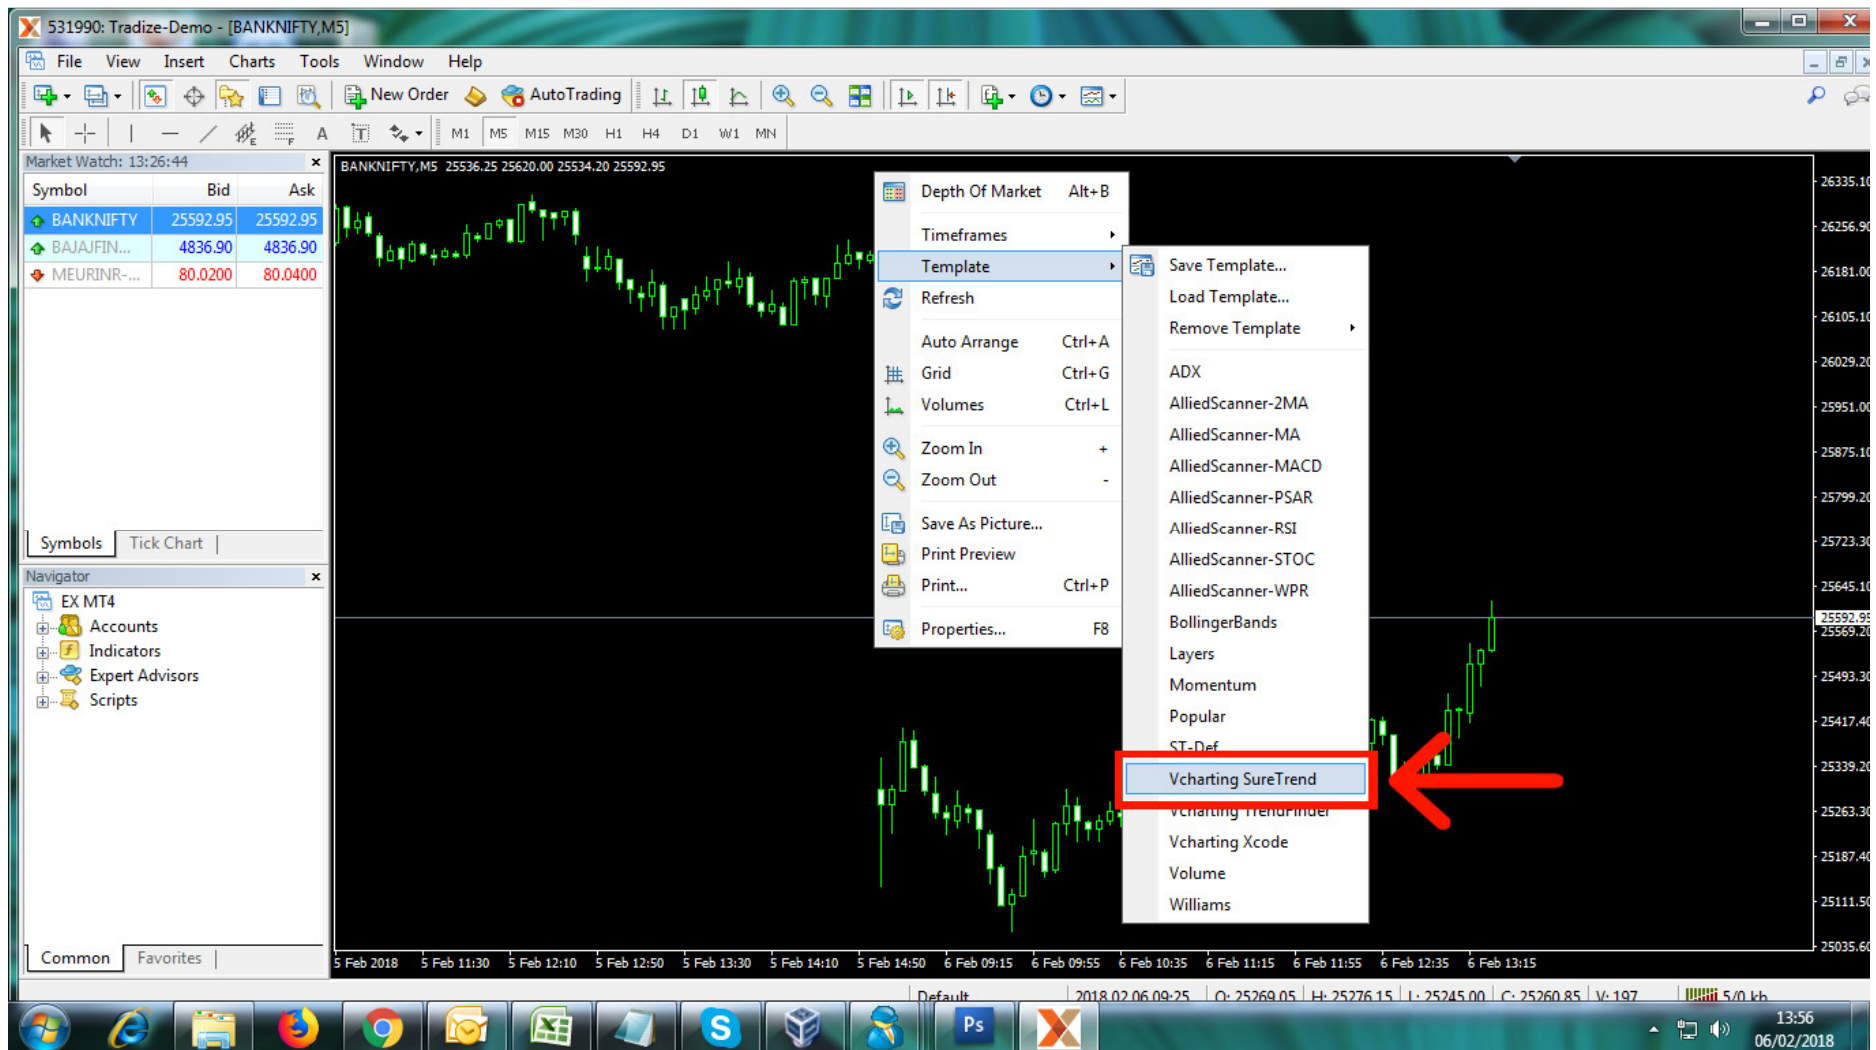 531990: Tradize-Demo - [BANKNIFTY,M5]
File View Insert Charts Tools Window Help
New Order AutoTrading
A T M1 M5 M15 M30 H1 H4 D1 W1 MN
Market Watch: 13:26:44
Symbol Bid Ask
BANKNIFTY 25592.95 25592.95
BAJAJFIN... 4836.90 4836.90
MEURINR-... 80.0200 80.0400
Symbols Tick Chart
Navigator
EX MT4
Accounts
Indicators
Expert Advisors
Scripts
Common Favorites
BANKNIFTY,M5 25536.25 25620.00 25534.20 25592.95
Depth Of Market Alt+B
Timeframes
Template
Refresh
Auto Arrange Ctrl+A
Grid Ctrl+G
Volumes Ctrl+L
Zoom In +
Zoom Out -
Save As Picture...
Print Preview
Print... Ctrl+P
Properties... F8
Save Template...
Load Template...
Remove Template
ADX
AlliedScanner-2MA
AlliedScanner-MA
AlliedScanner-MACD
AlliedScanner-PSAR
AlliedScanner-RSI
AlliedScanner-STOC
AlliedScanner-WPR
BollingerBands
Layers
Momentum
Popular
ST-Def
Vcharting SureTrend
Vcharting TrendFinder
Vcharting Xcode
Volume
Williams
26335.10
26256.90
26181.00
26105.10
26029.20
25951.00
25875.10
25799.20
25723.30
25645.10
25592.95
25569.20
25493.30
25417.40
25339.20
25263.30
25187.40
25111.50
25035.60
5 Feb 2018 5 Feb 11:30 5 Feb 12:10 5 Feb 12:50 5 Feb 13:30 5 Feb 14:10 5 Feb 14:50 6 Feb 09:15 6 Feb 09:55 6 Feb 10:35 6 Feb 11:15 6 Feb 11:55 6 Feb 12:35 6 Feb 13:15
Default 2018.02.06 09:25 O: 25269.05 H: 25276.15 L: 25245.00 C: 25260.85 V: 197 5/0 kb
Ps
13:56
06/02/2018